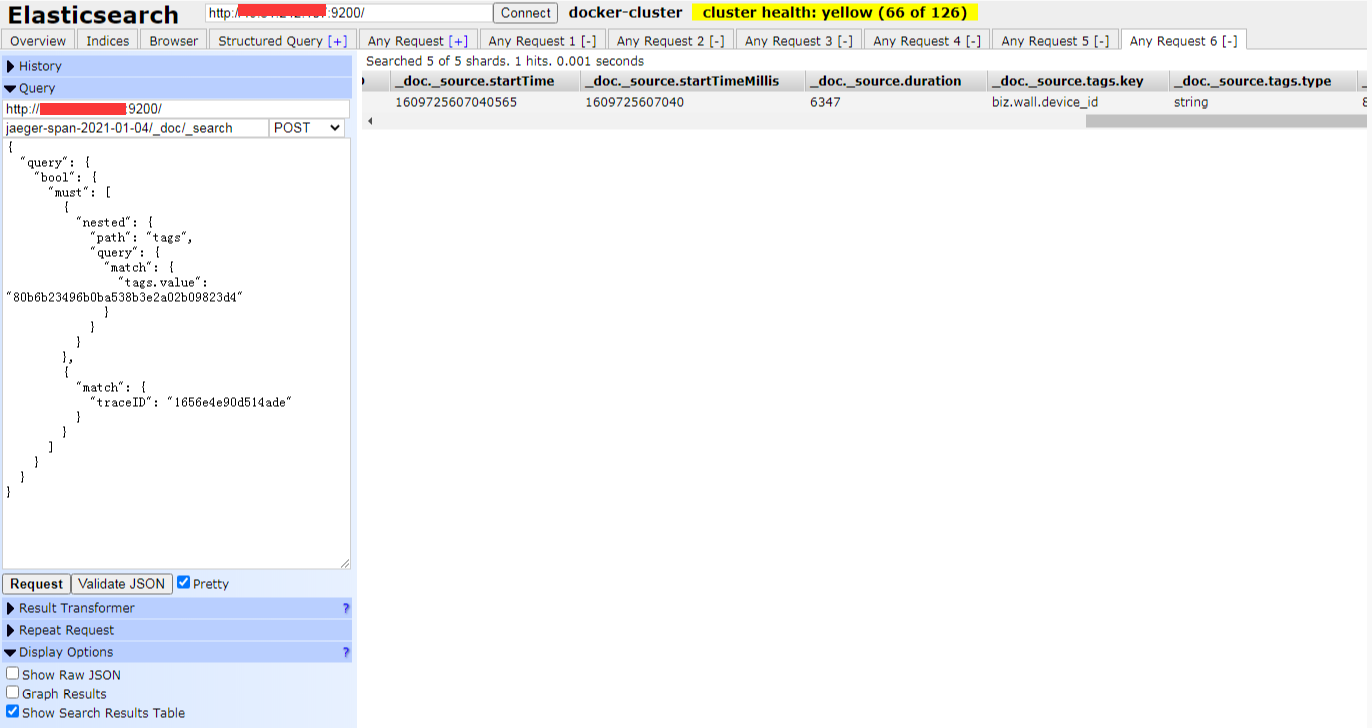 Elasticsearch
http:/ :9200/
Connect
docker-cluster
cluster health: yellow (66 of 126)
Overview
Indices
Browser
Structured Query [+]
Any Request [+]
Any Request 1 [-]
Any Request 2 [-]
Any Request 3 [-]
Any Request 4 [-]
Any Request 5 [-]
Any Request 6 [-]
History
Query
http:// :9200/
jaeger-span-2021-01-04/_doc/_search
POST
{
"query": {
"bool": {
"must": [
{
"nested": {
"path": "tags",
"query": {
"match": {
"tags.value":
"80b6b23496b0ba538b3e2a02b09823d4"
}
}
}
},
{
"match": {
"traceID": "1656e4e90d514ade"
}
}
]
}
}
}
Request
Validate JSON
Pretty
Result Transformer ?
Repeat Request
Display Options ?
Show Raw JSON
Graph Results
Show Search Results Table
Searched 5 of 5 shards. 1 hits. 0.001 seconds
_doc._source.startTime _doc._source.startTimeMillis _doc._source.duration _doc._source.tags.key _doc._source.tags.type
1609725607040565 1609725607040 6347 biz.wall.device_id string